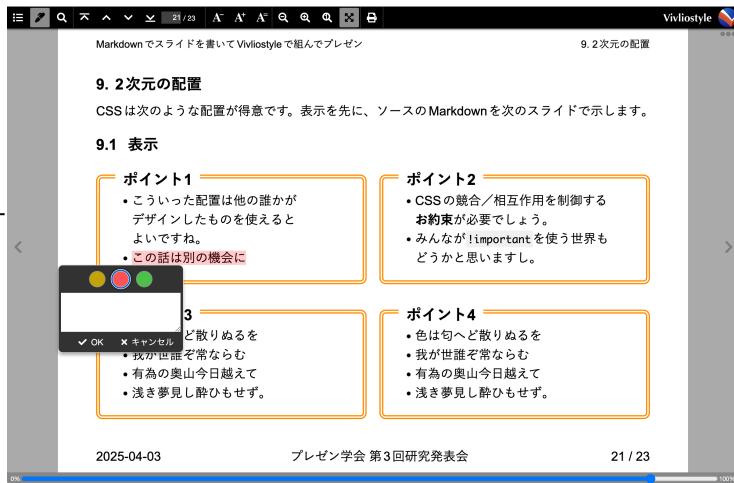 21 / 23
A⁻ A⁺ A⁼
Vivliostyle
Markdownでスライドを書いてVivliostyleで組んでプレゼン
9. 2次元の配置
9. 2次元の配置
CSSは次のような配置が得意です。表示を先に、ソースのMarkdownを次のスライドで示します。
9.1 表示
ポイント1
• こういった配置は他の誰かが
デザインしたものを使えると
よいですね。
• この話は別の機会に
ポイント2
• CSSの競合／相互作用を制御する
お約束が必要でしょう。
• みんなが!importantを使う世界も
どうかと思いますし。
OK
キャンセル
3
ど散りぬるを
• 我が世誰ぞ常ならむ
• 有為の奥山今日越えて
• 浅き夢見し酔ひもせず。
ポイント4
• 色は匂へど散りぬるを
• 我が世誰ぞ常ならむ
• 有為の奥山今日越えて
• 浅き夢見し酔ひもせず。
2025-04-03
プレゼン学会 第3回研究発表会
21 / 23
0%
100%